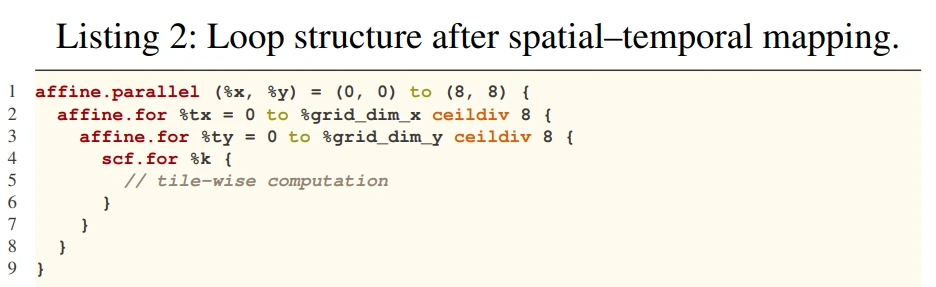 Listing 2: Loop structure after spatial–temporal mapping.
1 affine.parallel (%x, %y) = (0, 0) to (8, 8) {
2   affine.for %tx = 0 to %grid_dim_x ceildiv 8 {
3     affine.for %ty = 0 to %grid_dim_y ceildiv 8 {
4       scf.for %k {
5         // tile-wise computation
6       }
7     }
8   }
9 }